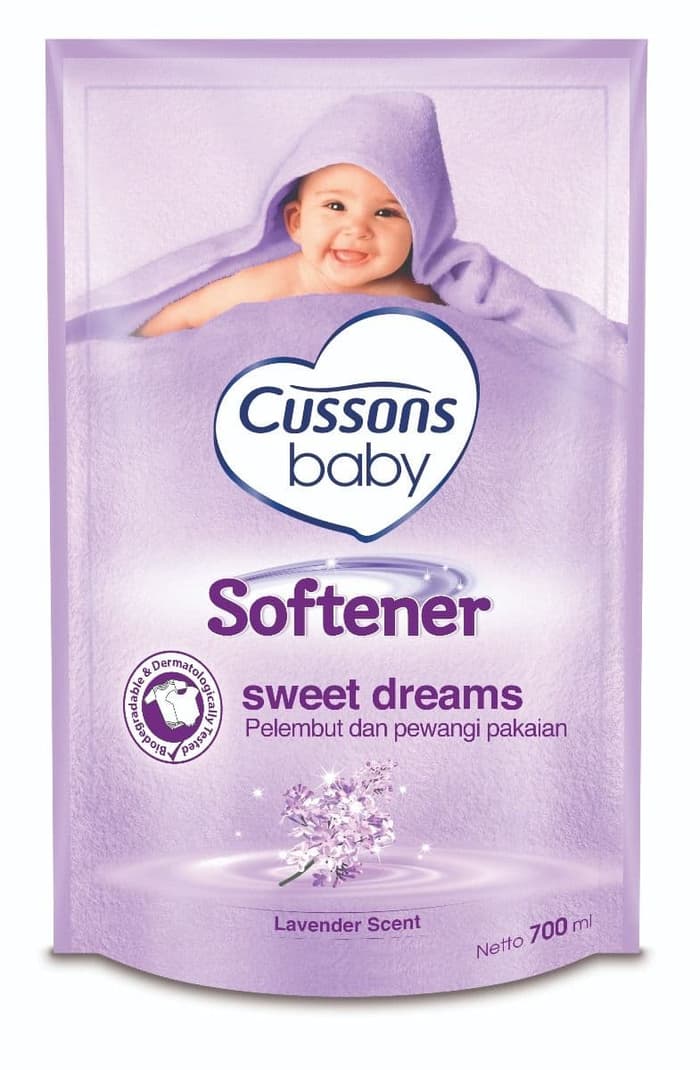 Cussons
baby
Softener
Biodegradable & Dermatologically Tested
sweet dreams
Pelembut dan pewangi pakaian
Lavender Scent
Netto 700 ml